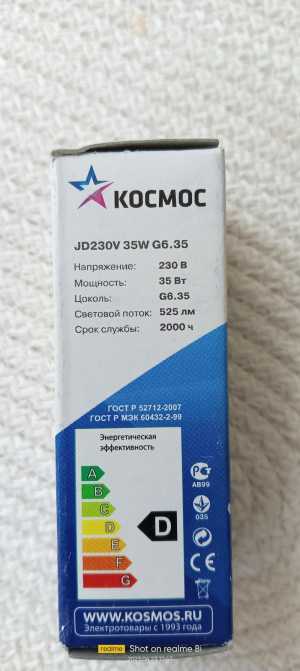 КОСМОС
JD230V 35W G6.35
Напряжение: 230 В
Мощность: 35 Вт
Цоколь: G6.35
Световой поток: 525 лм
Срок службы: 2000 ч
ГОСТ Р 52712-2007
ГОСТ Р МЭК 60432-2-99
Энергетическая
эффективность
A
B
C
D
E
F
G
D
АВ99
035
CE
WWW.KOSMOS.RU
Электротовары с 1993 года
realme Shot on realme 8i